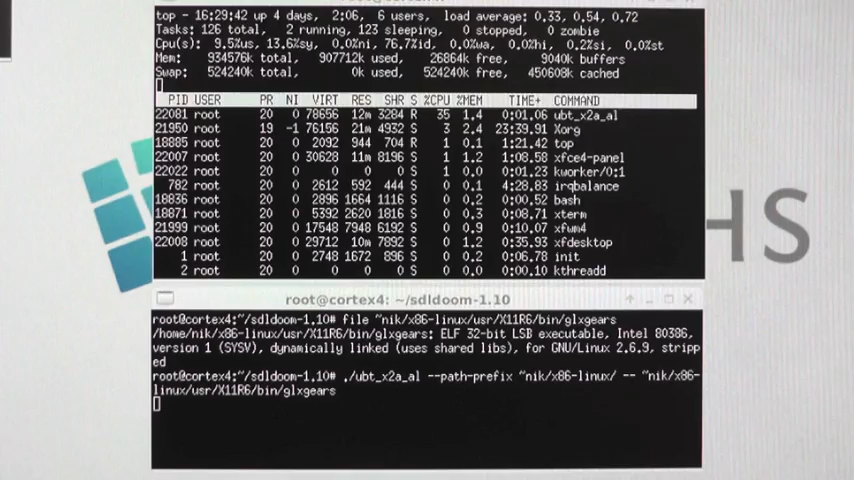 top - 16:29:42 up 4 days,  2:06,  6 users,  load average: 0,33, 0,54, 0,72
Tasks: 126 total,   2 running, 123 sleeping,   0 stopped,   0 zombie
Cpu(s):  9.5%us, 13.6%sy,  0.0%ni, 76.7%id,  0.0%wa,  0.0%hi,  0.2%si,  0.0%st
Mem:    934576k total,   907712k used,    26864k free,     9040k buffers
Swap:   524240k total,        0k used,   524240k free,   450608k cached
PID USER      PR  NI  VIRT  RES  SHR S %CPU %MEM    TIME+  COMMAND
22081 root      20   0 78656  12m 3284 R   35  1.4   0:01.06 ubt_x2a_al
21950 root      19  -1 76156  21m 4932 S    3  2.4  23:39.91 Xorg
18885 root      20   0  2092  944  704 R    1  0.1   1:21.42 top
22007 root      20   0 30628  11m 8196 S    1  1.2   1:08.58 xfce4-panel
22022 root      20   0     0    0    0 S    1  0.0   0:01.23 kworker/0:1
782 root      20   0  2612  592  444 S    0  0.1   4:28.83 irqbalance
18836 root      20   0  2896 1664 1116 S    0  0.2   0:00.52 bash
18871 root      20   0  5392 2620 1816 S    0  0.3   0:08.71 xterm
21999 root      20   0 17548 7948 6192 S    0  0.9   0:10.07 xfwm4
22008 root      20   0 29712  10m 7892 S    0  1.2   0:35.93 xfdesktop
1 root      20   0  2748 1672  896 S    0  0.2   0:06.78 init
2 root      20   0     0    0    0 S    0  0.0   0:00.10 kthreadd
HS
root@cortex4: ~/sdldoom-1.10
root@cortex4:~/sdldoom-1.10# file ~nik/x86-linux/usr/X11R6/bin/glxgears
/home/nik/x86-linux/usr/X11R6/bin/glxgears: ELF 32-bit LSB executable, Intel 80386,
version 1 (SYSV), dynamically linked (uses shared libs), for GNU/Linux 2.6.9, stripp
ed
root@cortex4:~/sdldoom-1.10# ./ubt_x2a_al --path-prefix ~nik/x86-linux/ -- ~nik/x86-
linux/usr/X11R6/bin/glxgears